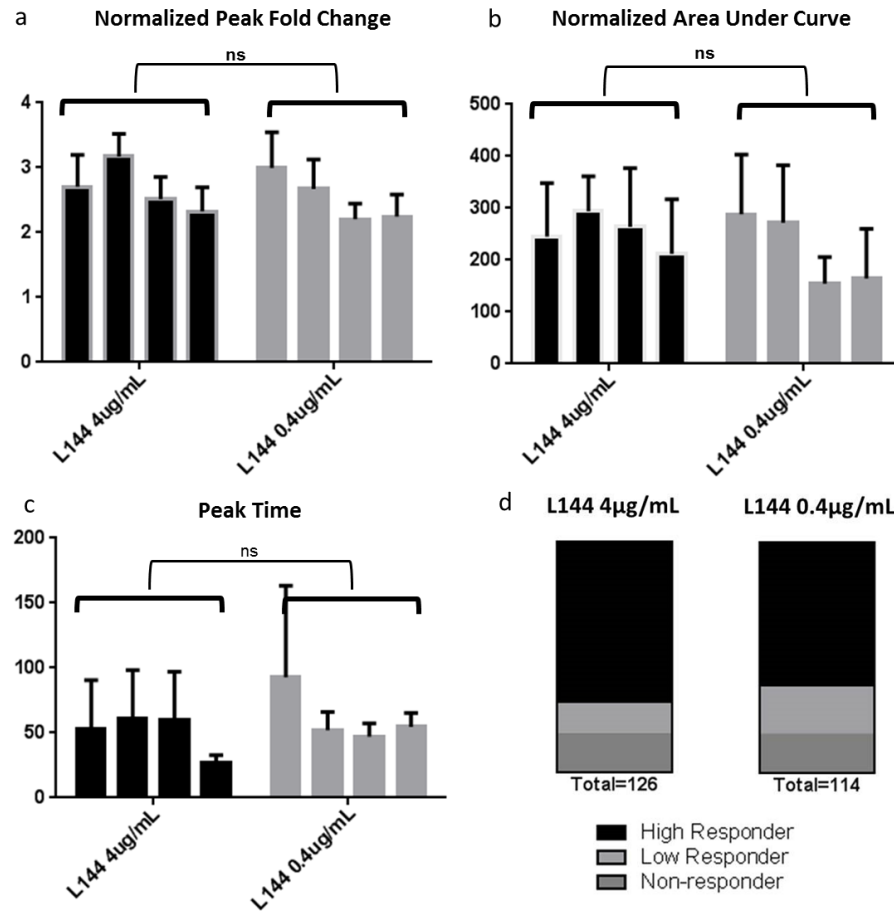 a
Normalized Peak Fold Change
ns
4
3
2
1
0
L144 4ug/mL
L144 0.4ug/mL
b
Normalized Area Under Curve
ns
500
400
300
200
100
0
L144 4ug/mL
L144 0.4ug/mL
c
Peak Time
ns
200
150
100
50
0
L144 4ug/mL
L144 0.4ug/mL
d
L144 4µg/mL
L144 0.4µg/mL
Total=126
Total=114
High Responder
Low Responder
Non-responder